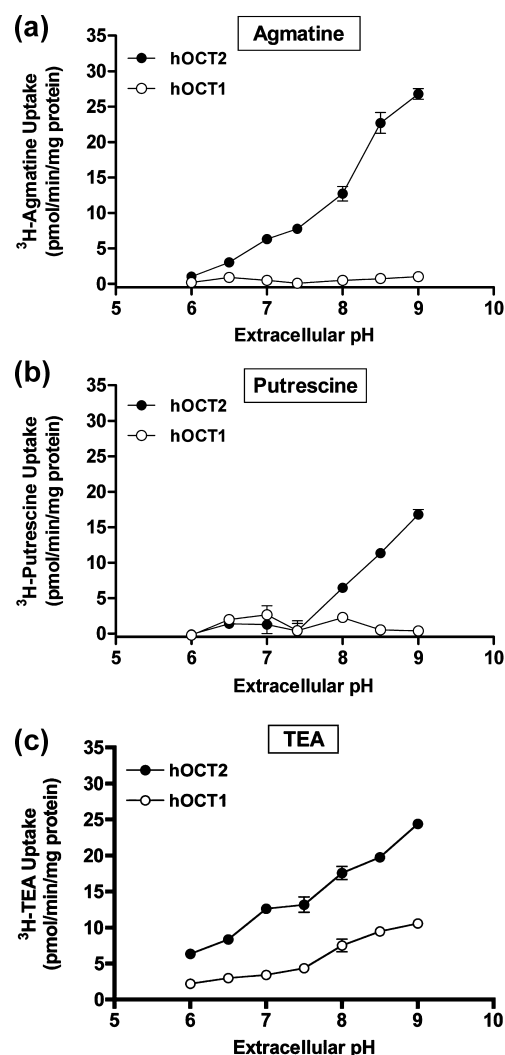 (a)
Agmatine
35
30
25
20
15
10
5
0
hOCT2
hOCT1
³H-Agmatine Uptake
(pmol/min/mg protein)
5 6 7 8 9 10
Extracellular pH
(b)
Putrescine
35
30
25
20
15
10
5
0
hOCT2
hOCT1
³H-Putrescine Uptake
(pmol/min/mg protein)
5 6 7 8 9 10
Extracellular pH
(c)
TEA
35
30
25
20
15
10
5
0
hOCT2
hOCT1
³H-TEA Uptake
(pmol/min/mg protein)
5 6 7 8 9 10
Extracellular pH